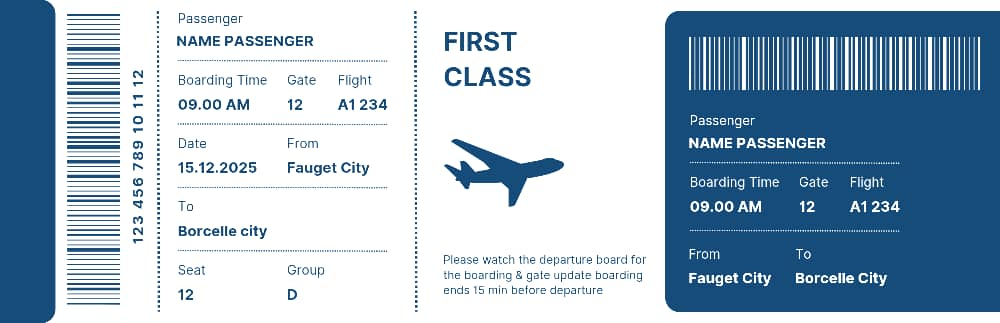 123 456 789 10 11 12
Passenger
NAME PASSENGER
Boarding Time Gate Flight
09.00 AM 12 A1 234
Date From
15.12.2025 Fauget City
To
Borcelle city
Seat Group
12 D
FIRST
CLASS
Please watch the departure board for
the boarding & gate update boarding
ends 15 min before departure
Passenger
NAME PASSENGER
Boarding Time Gate Flight
09.00 AM 12 A1 234
From To
Fauget City Borcelle City